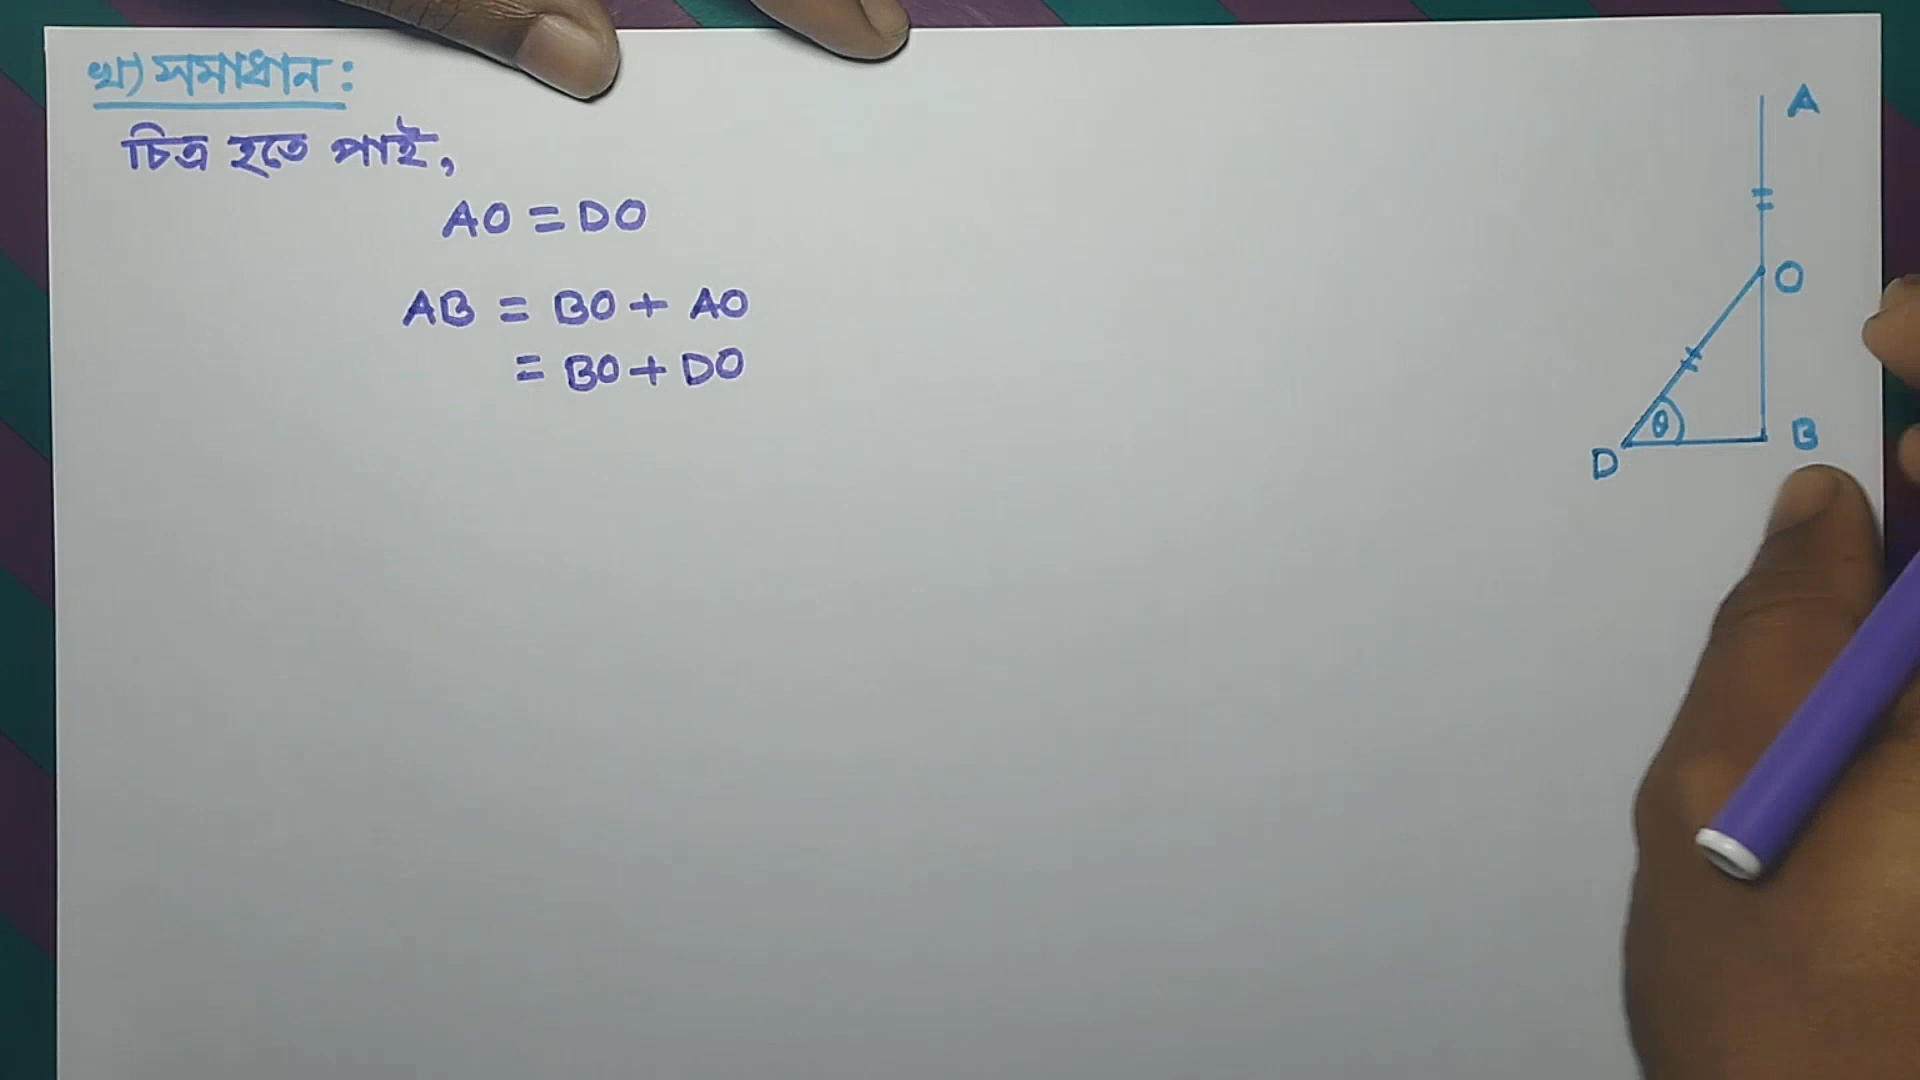 খ) সমাধান :
চিত্র হতে পাই,
AO = DO
AB = BO + AO
= BO + DO
A
O
θ
B
D